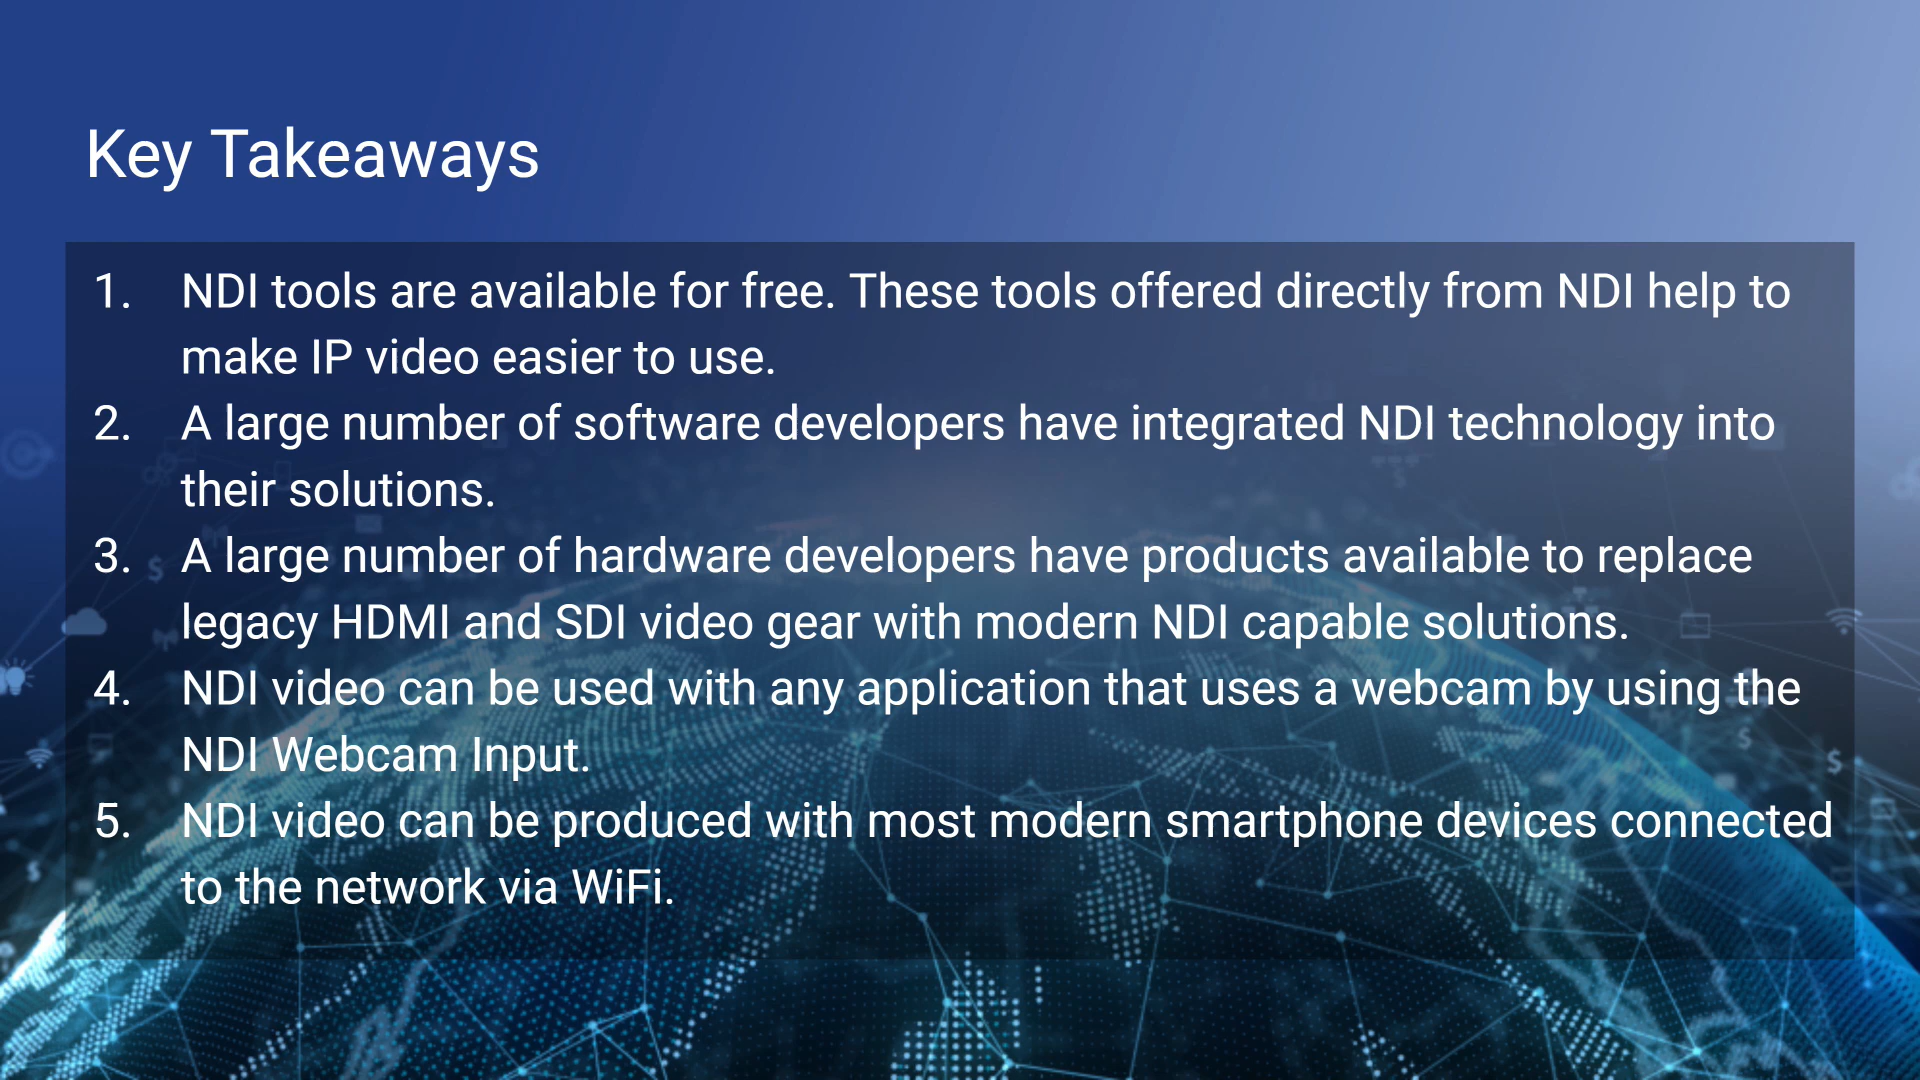 Key Takeaways
1. NDI tools are available for free. These tools offered directly from NDI help to
make IP video easier to use.
2. A large number of software developers have integrated NDI technology into
their solutions.
3. A large number of hardware developers have products available to replace
legacy HDMI and SDI video gear with modern NDI capable solutions.
4. NDI video can be used with any application that uses a webcam by using the
NDI Webcam Input.
5. NDI video can be produced with most modern smartphone devices connected
to the network via WiFi.